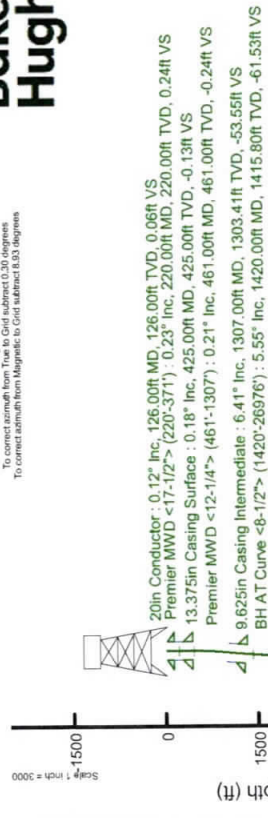 Hugh
To correct azimuth from True to Grid subtract 0.30 degrees
To correct azimuth from Magnetic to Grid subtract 8.93 degrees
20in Conductor : 0.12° Inc, 126.00ft MD, 126.00ft TVD, 0.06ft VS
Premier MWD <17-1/2"> (220'-371') : 0.23° Inc, 220.00ft MD, 220.00ft TVD, 0.24ft VS
13.375in Casing Surface : 0.18° Inc, 425.00ft MD, 425.00ft TVD, -0.13ft VS
Premier MWD <12-1/4"> (461'-1307') : 0.21° Inc, 461.00ft MD, 461.00ft TVD, -0.24ft VS
9.625in Casing Intermediate : 6.41° Inc, 1307.00ft MD, 1303.41ft TVD, -53.55ft VS
BH AT Curve <8-1/2"> (1420'-26976') : 5.55° Inc, 1420.00ft MD, 1415.80ft TVD, -61.53ft VS
-1500
0
1500
Scale 1 inch = 3000
(ft)